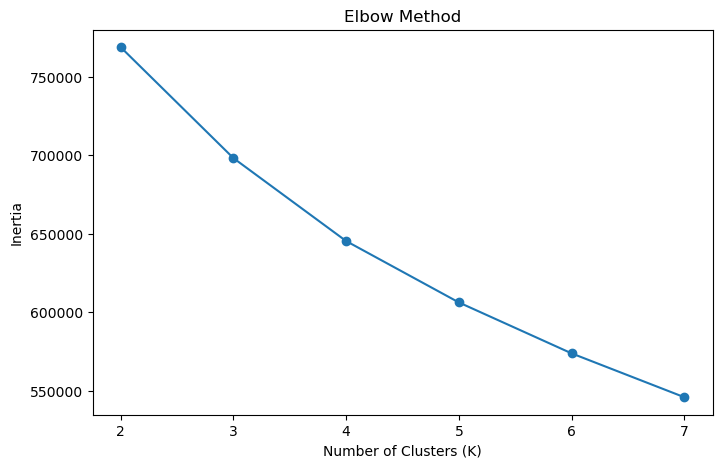 Elbow Method
750000
700000
650000
600000
550000
Inertia
2 3 4 5 6 7
Number of Clusters (K)